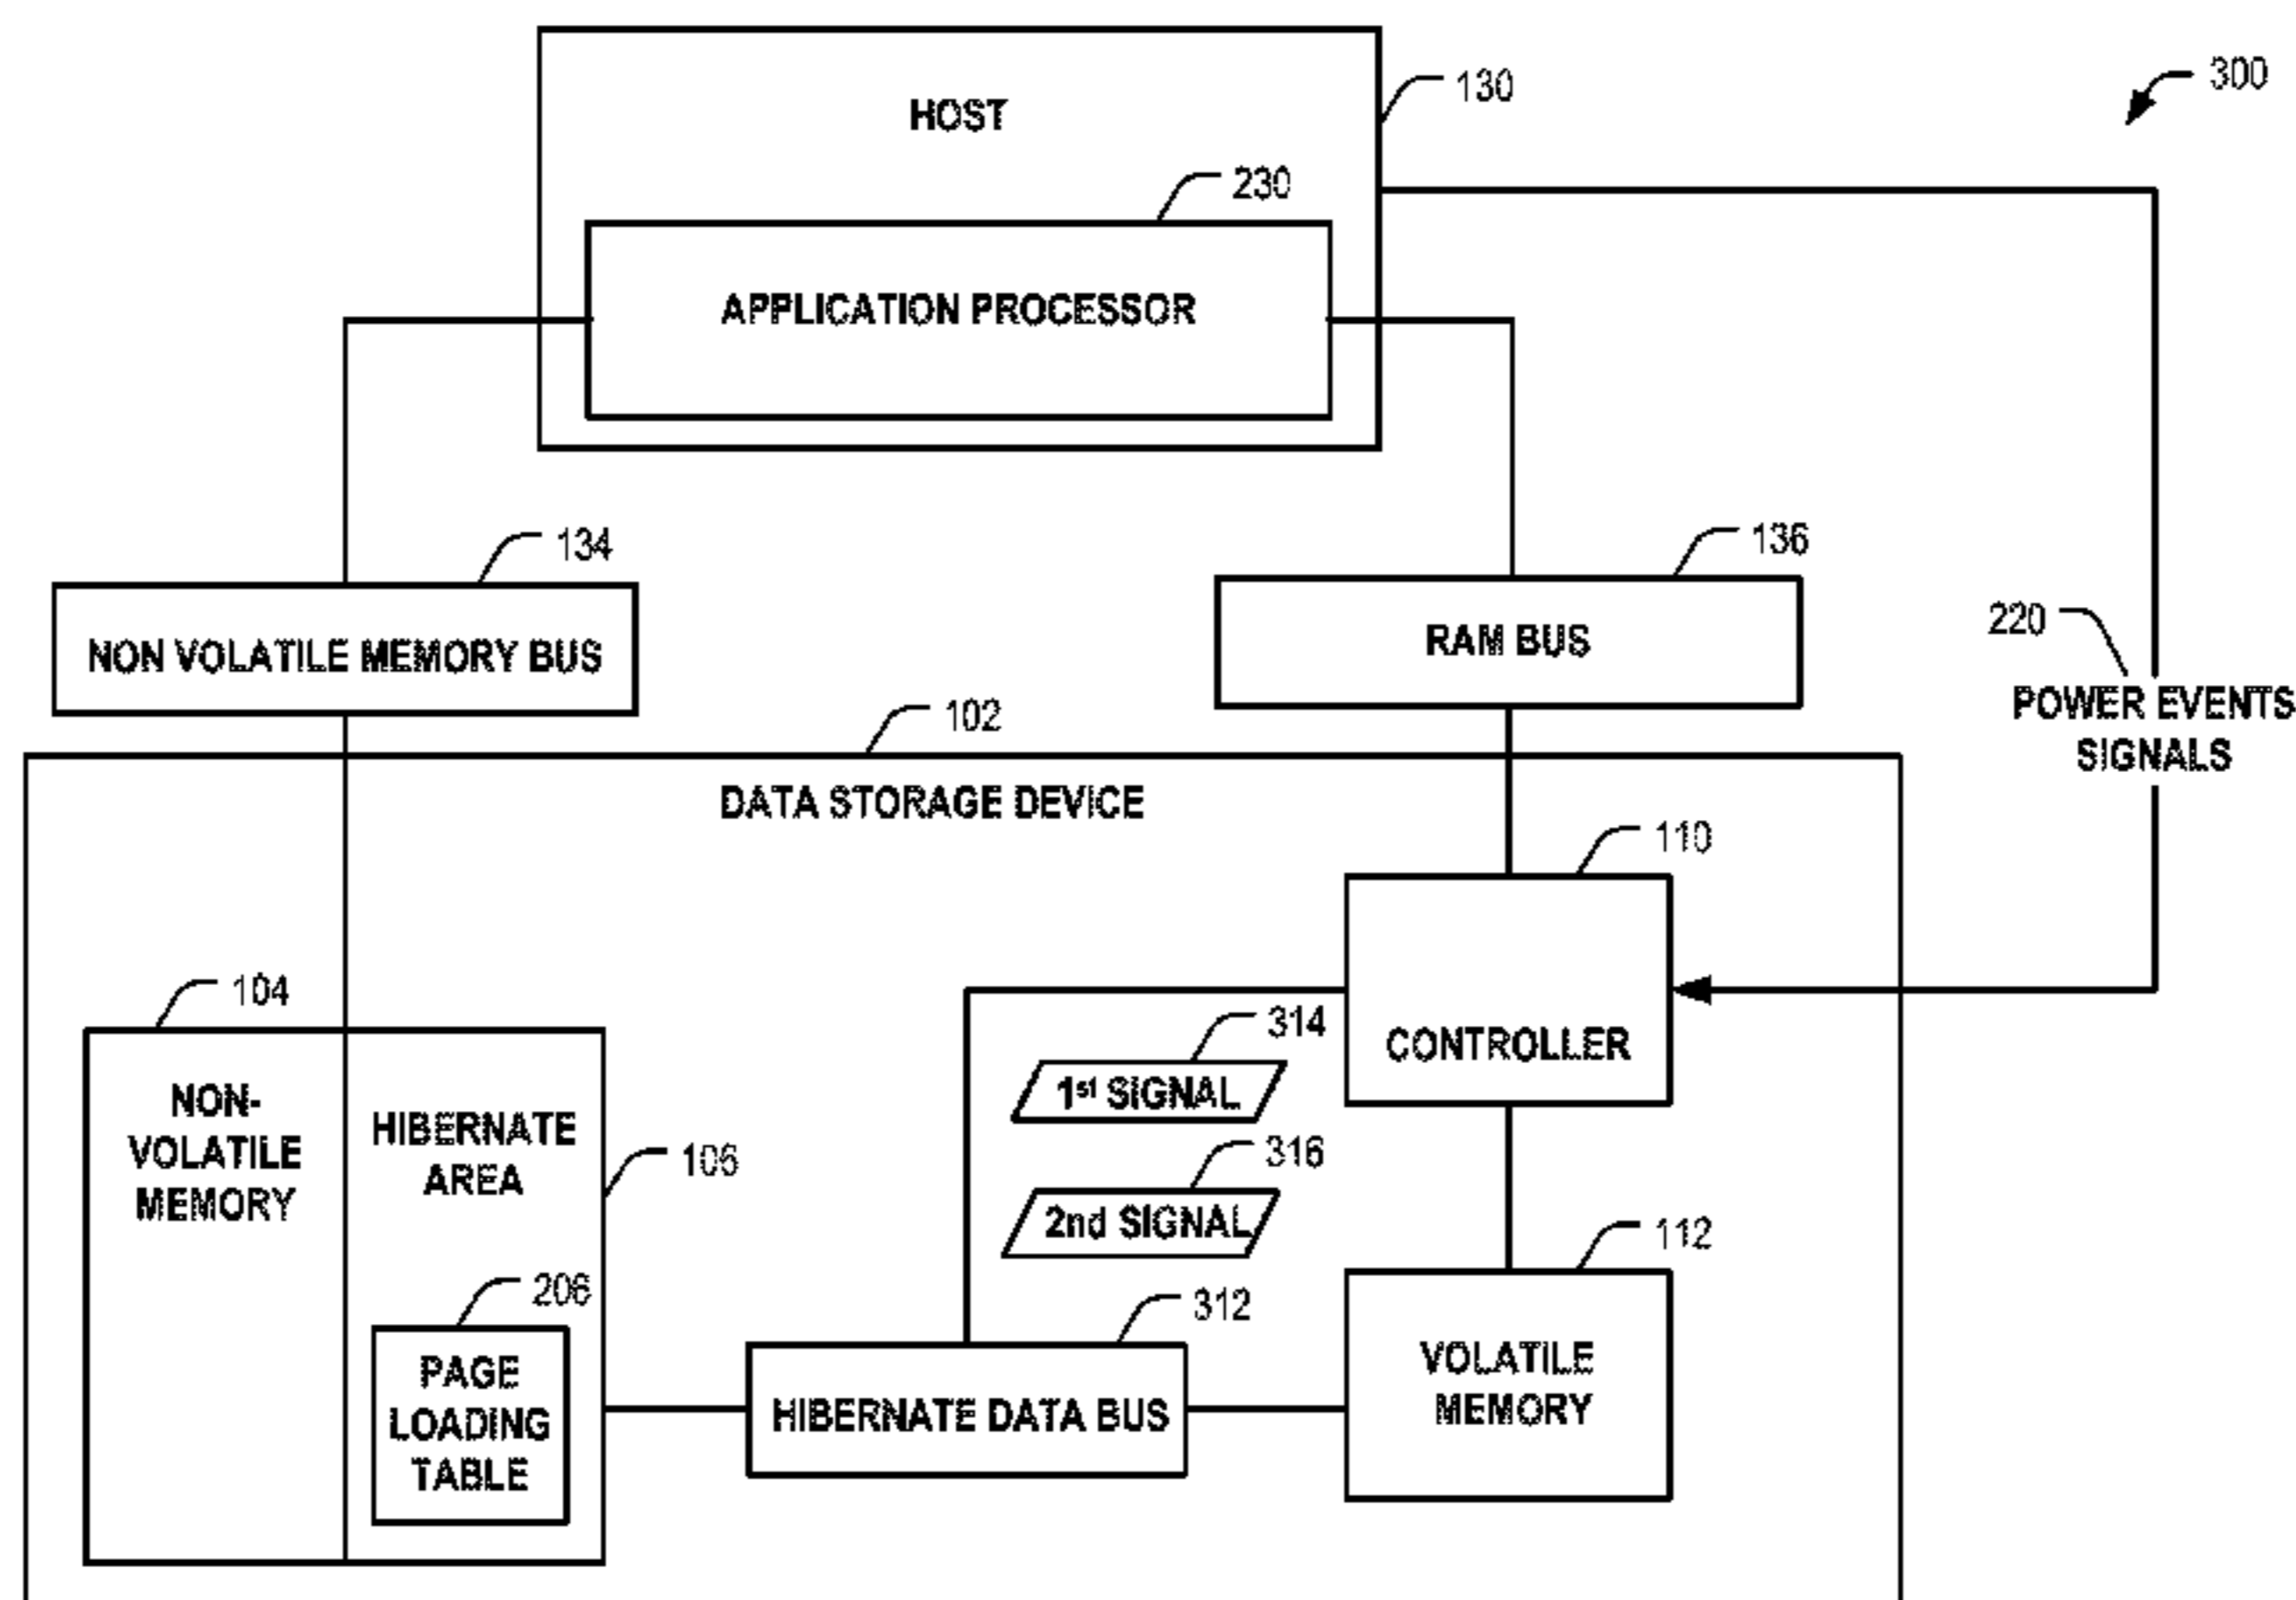 130
300
HOST
230
APPLICATION PROCESSOR
134
136
220
NON VOLATILE MEMORY BUS
RAM BUS
POWER EVENTS
SIGNALS
102
DATA STORAGE DEVICE
110
104
314
CONTROLLER
NON-
VOLATILE
MEMORY
HIBERNATE
AREA
1st SIGNAL
106
316
2nd SIGNAL
112
206
312
PAGE
LOADING
TABLE
HIBERNATE DATA BUS
VOLATILE
MEMORY